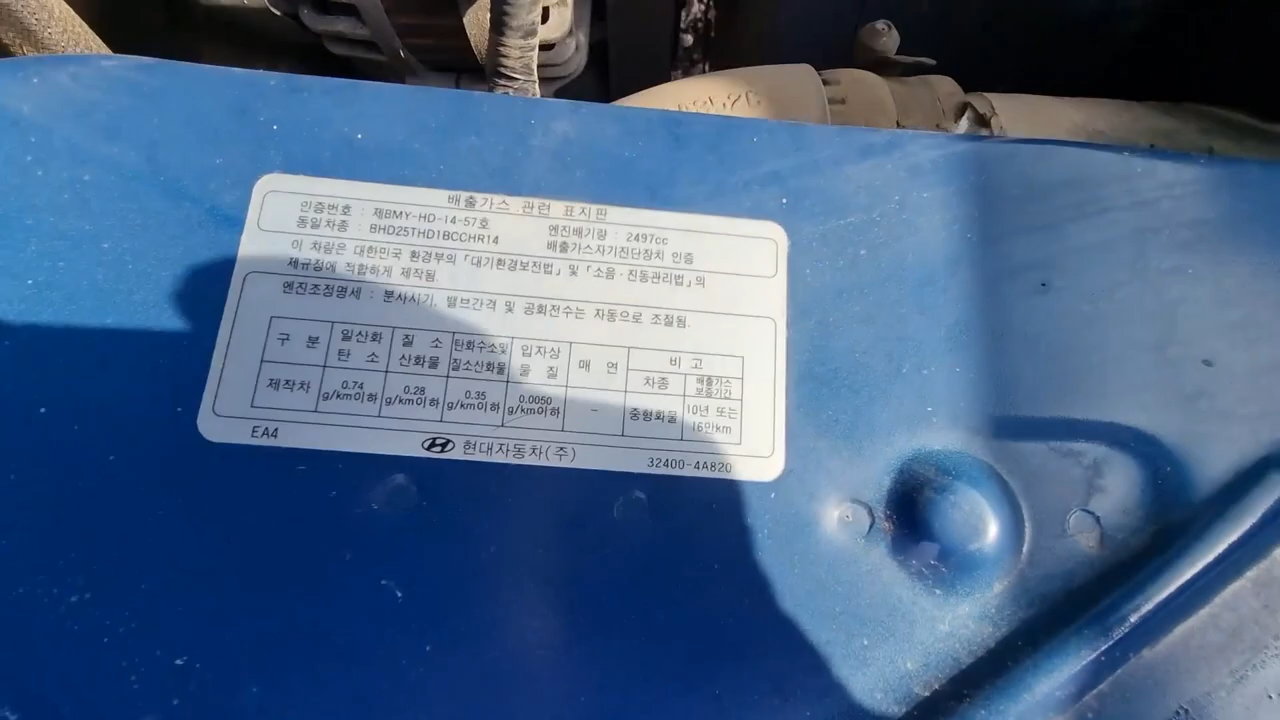 배출가스 관련 표지판
인증번호 : 제BMY-HD-14-57호 엔진배기량 : 2497cc
동일차종 : BHD25THD1BCCHR14 배출가스자기진단장치 인증
이 차량은 대한민국 환경부의 「대기환경보전법」 및 「소음·진동관리법」의
제규정에 적합하게 제작됨.
엔진조정명세 : 분사시기, 밸브간격 및 공회전수는 자동으로 조절됨.
구 분 일산화 탄 소 질 소 산화물 탄화수소및 질소산화물 입자상 물 질 매 연 비 고
차종 배출가스 보증기간
제작차 0.74 g/km이하 0.28 g/km이하 0.35 g/km이하 0.0050 g/km이하 - 중형화물 10년 또는 16만km
EA4 현대자동차(주) 32400-4A820